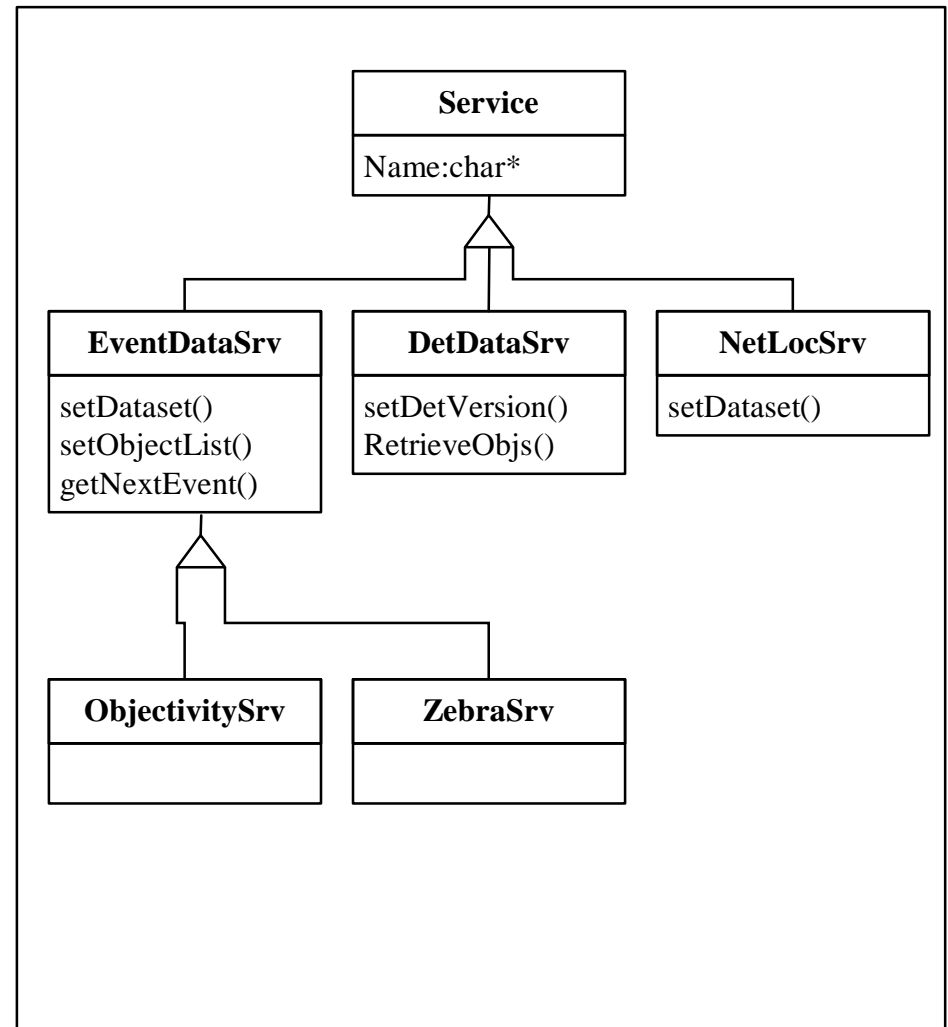 Service
Name:char*
EventDataSrv
setDataset()
setObjectList()
getNextEvent()
DetDataSrv
setDetVersion()
RetrieveObjs()
NetLocSrv
setDataset()
ObjectivitySrv
ZebraSrv